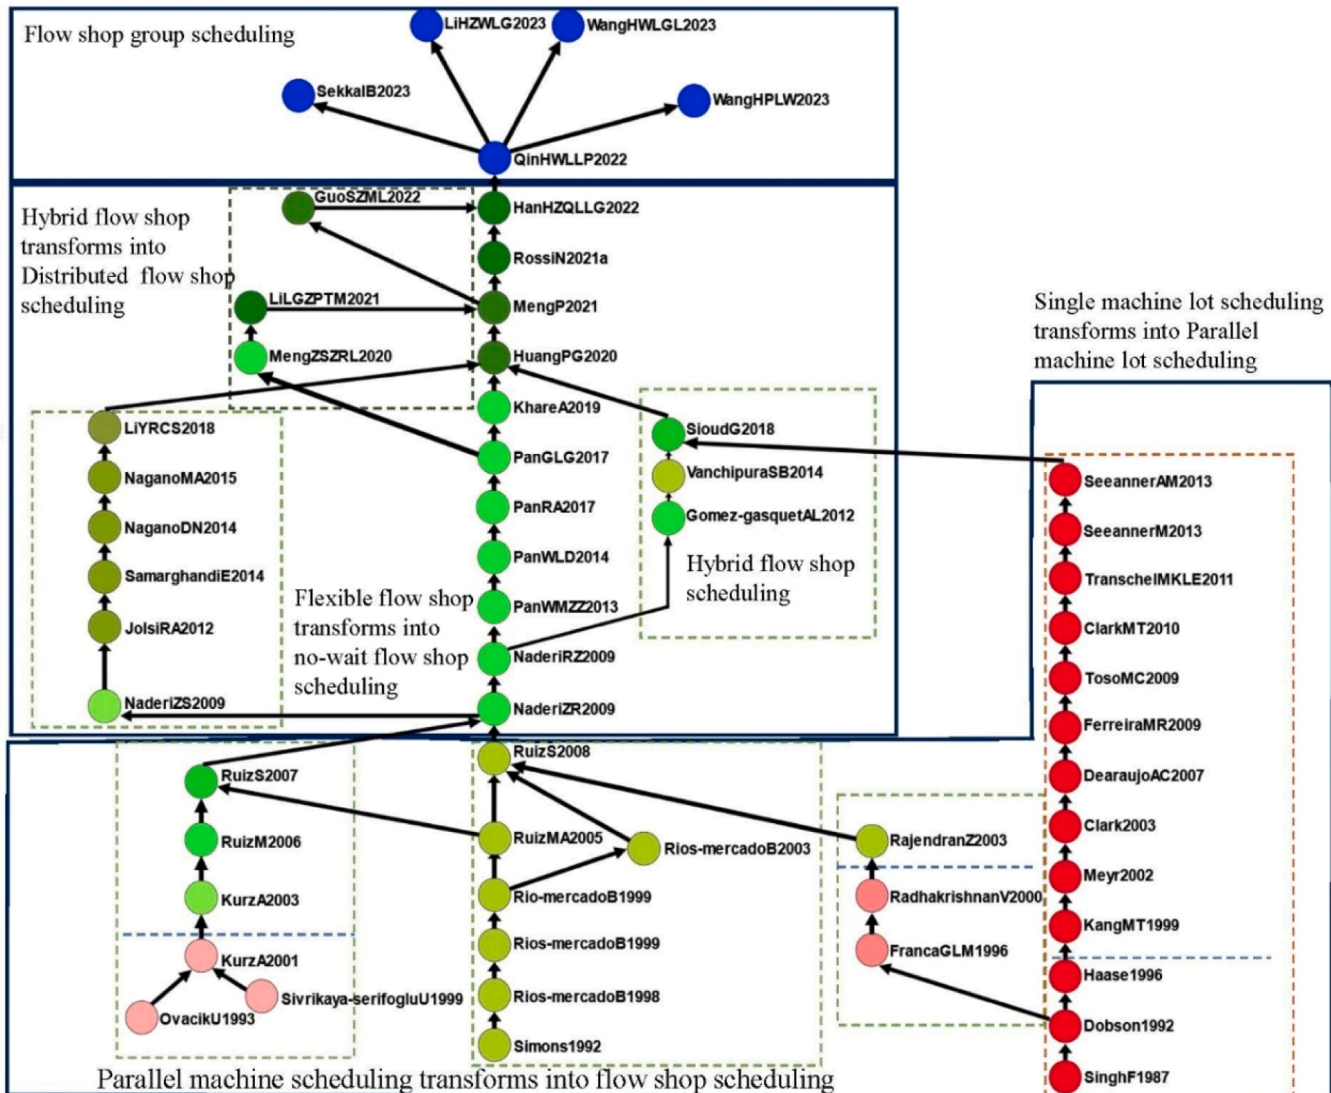 Flow shop group scheduling
LiHZWLG2023
WangHWLGL2023
SekkalB2023
WangHPLW2023
QinHWLLP2022
Hybrid flow shop
transforms into
Distributed flow shop
scheduling
GuoSZML2022
HanHZQLLG2022
RossiN2021a
LiLGZPTM2021
MengP2021
MengZSZRL2020
HuangPG2020
KhareA2019
LiYRCS2018
PanGLG2017
SioudG2018
NaganoMA2015
VanchipuraSB2014
PanRA2017
Gomez-gasquetAL2012
NaganoDN2014
PanWLD2014
Hybrid flow shop
scheduling
SamarghandiE2014
Flexible flow shop
transforms into
no-wait flow shop
scheduling
PanWMZZ2013
JolsiRA2012
NaderiRZ2009
NaderiZS2009
NaderiZR2009
Single machine lot scheduling
transforms into Parallel
machine lot scheduling
SeeannerAM2013
SeeannerM2013
TranschelMKLE2011
ClarkMT2010
TosoMC2009
FerreiraMR2009
DearaujoAC2007
Clark2003
Meyr2002
KangMT1999
Haase1996
Dobson1992
SinghF1987
RuizS2008
RuizS2007
RuizMA2005
Rios-mercadoB2003
RajendranZ2003
RuizM2006
KurzA2003
Rio-mercadoB1999
RadhakrishnanV2000
Rios-mercadoB1999
FrancaGLM1996
KurzA2001
Sivrikaya-serifogluU1999
Rios-mercadoB1998
OvacikU1993
Simons1992
Parallel machine scheduling transforms into flow shop scheduling